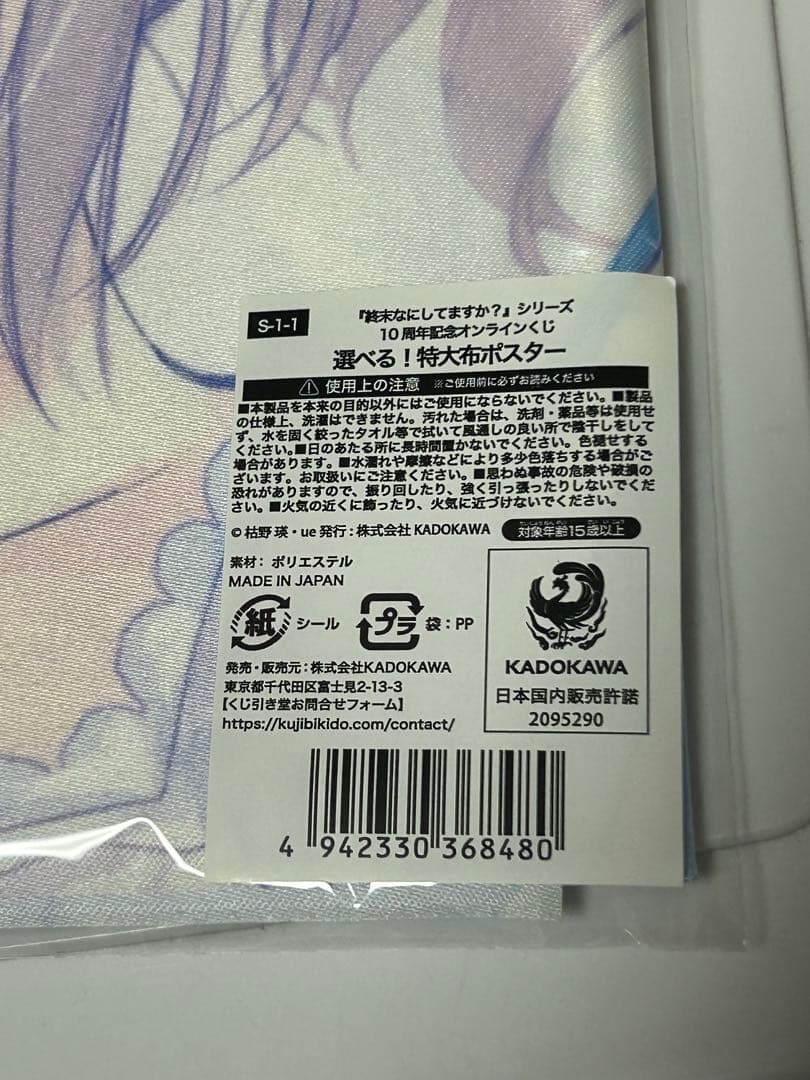 S-1-1
『終末なにしてますか?』シリーズ
10周年記念オンラインくじ
選べる!特大布ポスター
使用上の注意 ※ご使用前に必ずお読みください
■本製品を本来の目的以外にはご使用にならないでください。■製品
の仕様上、洗濯はできません。汚れた場合は、洗剤・薬品等は使用せ
ず、水を固く絞ったタオル等で拭いて風通しの良い所で陰干しをして
ください。■日のあたる所に長時間置かないでください。色褪せする
場合があります。■水濡れや摩擦などにより多少色落ちする場合がご
ざいます。お取扱いにご注意ください。■思わぬ事故の危険や破損の
恐れがありますので、振り回したり、強く引っ張ったりしないでくだ
さい。■火気の近くに飾ったり、火気に近づけないでください。
© 枯野 瑛・ue 発行:株式会社 KADOKAWA
たいしょうねんれい さい いじょう
対象年齢15歳以上
素材: ポリエステル
MADE IN JAPAN
紙 シール プラ 袋:PP
発売・販売元:株式会社KADOKAWA
東京都千代田区富士見2-13-3
【くじ引き堂お問合せフォーム】
https://kujibikido.com/contact/
KADOKAWA
日本国内販売許諾
2095290
4 942330 368480